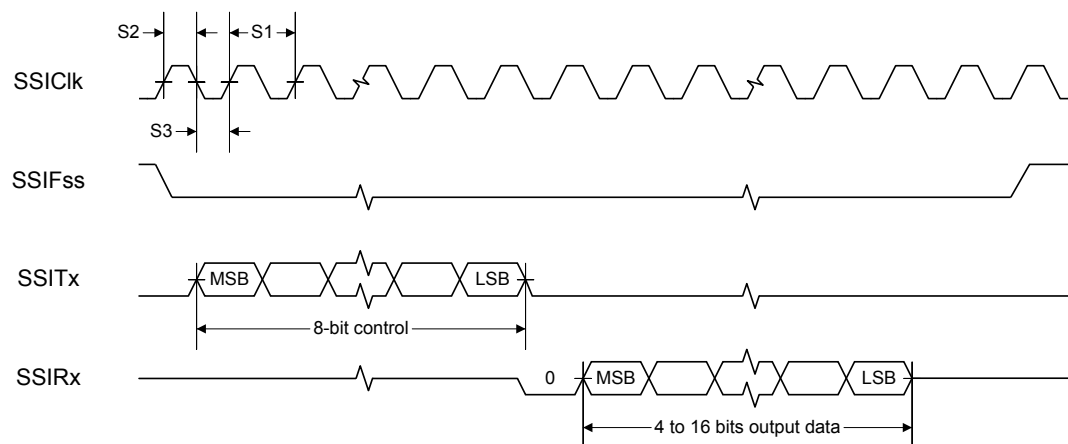 S2
S1
SSIClk
S3
SSIFss
SSITx
MSB
LSB
8-bit control
SSIRx
0
MSB
LSB
4 to 16 bits output data